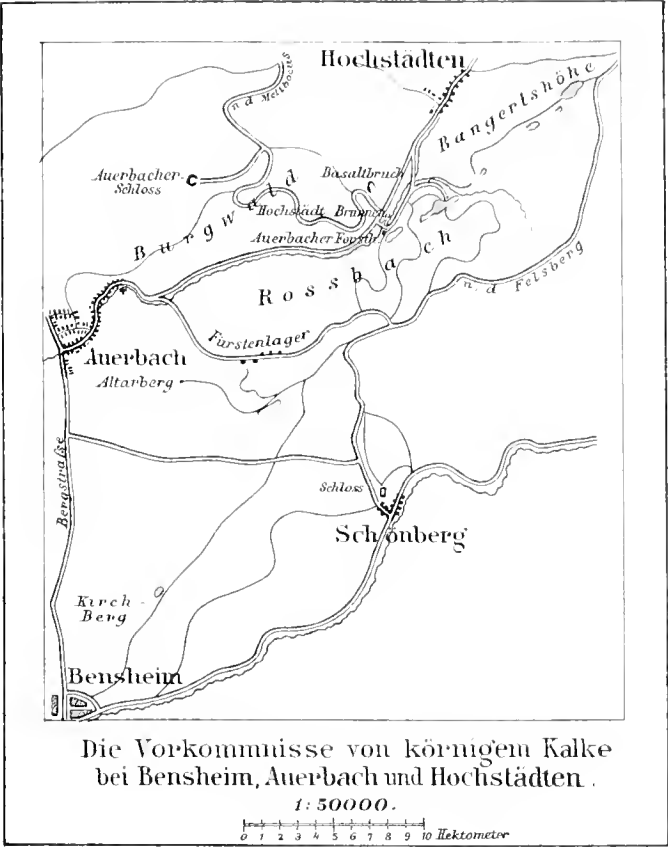 Hochstädten
n. d. Melibocus
Bangertshöhe
Auerbacher-
Schloss
Basaltbruch
Burgwald
Hochstädt. Brunnen
Auerbacher Forsth.
Rossbach
n. d. Felsberg
Fürstenlager
Auerbach
Altarberg
Bergstraße
Schloss
Schönberg
Kirch-
Berg
Bensheim
Die Vorkommnisse von körnigem Kalke
bei Bensheim, Auerbach und Hochstädten.
1:50000.
0 1 2 3 4 5 6 7 8 9 10 Hektometer